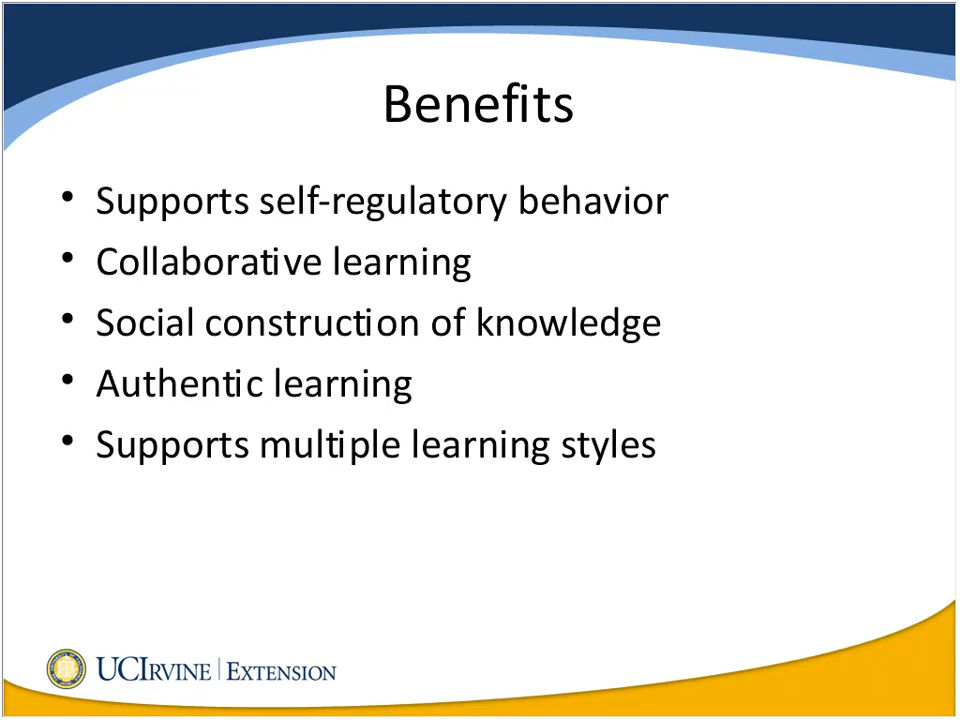 Benefits
• Supports self-regulatory behavior
• Collaborative learning
• Social construction of knowledge
• Authentic learning
• Supports multiple learning styles
UCIRVINE | EXTENSION